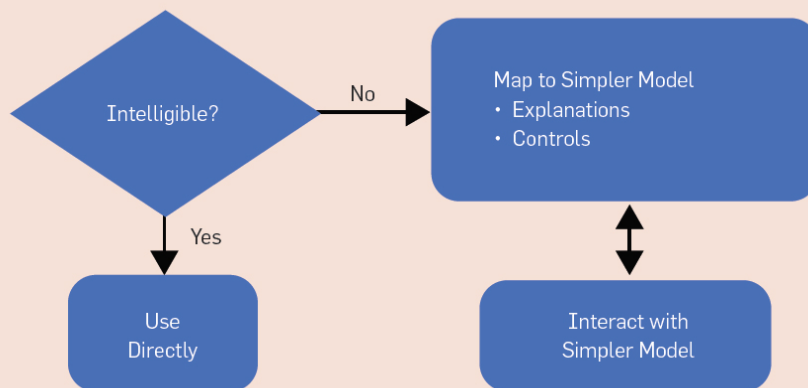 Intelligible?
No
Map to Simpler Model
• Explanations
• Controls
Yes
Use
Directly
Interact with
Simpler Model